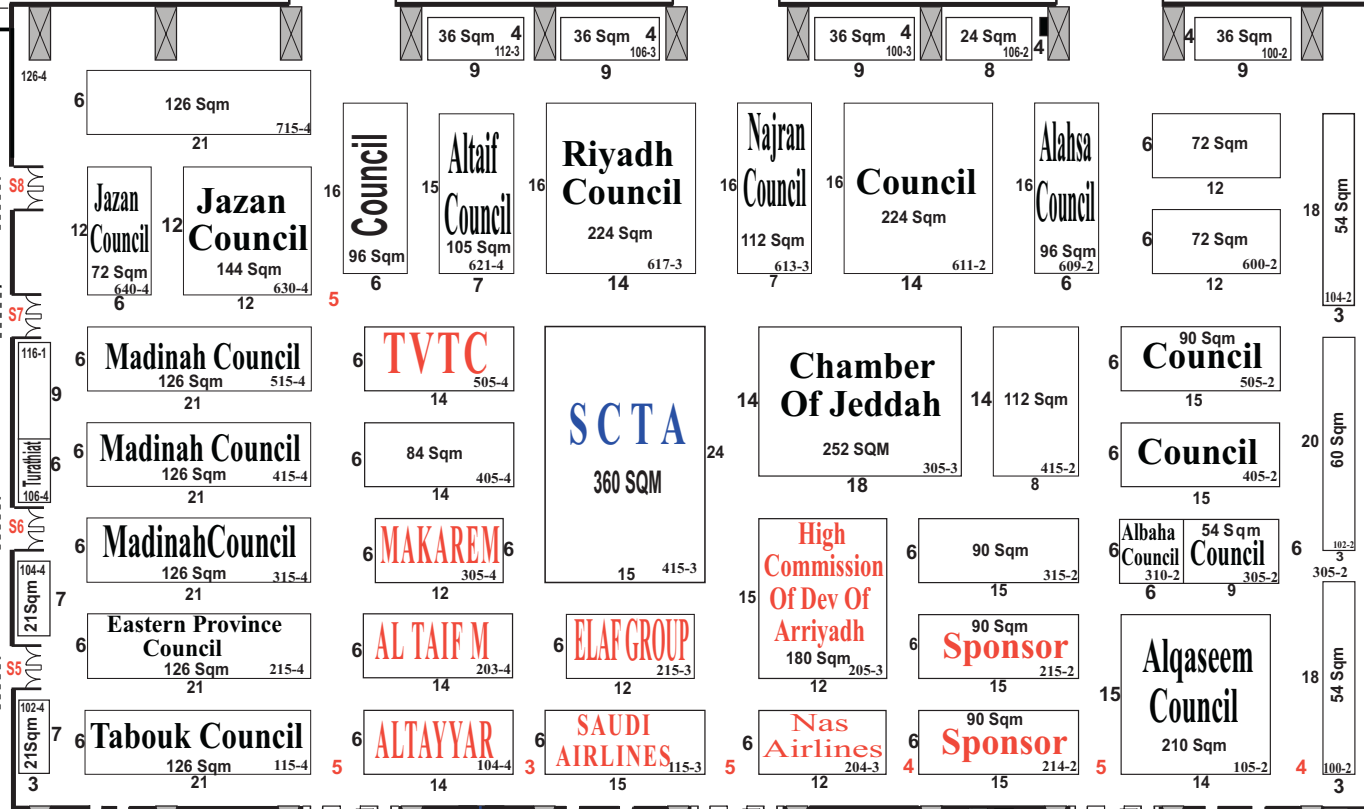 36 Sqm 4
112-3
9
36 Sqm 4
106-3
9
36 Sqm 4
100-3
9
24 Sqm
106-2
4
8
4
36 Sqm
100-2
9
126-4
6
126 Sqm
715-4
21
S8
12
Jazan
Council
72 Sqm
640-4
6
12
Jazan
Council
144 Sqm
630-4
12
16
Council
96 Sqm
6
5
15
Altaif
Council
105 Sqm
621-4
7
16
Riyadh
Council
224 Sqm
617-3
14
16
Najran
Council
112 Sqm
613-3
7
16
Council
224 Sqm
611-2
14
16
Alahsa
Council
96 Sqm
609-2
6
6
72 Sqm
12
6
72 Sqm
600-2
12
18
54 Sqm
104-2
3
S7
116-1
9
Turathiat
6
106-4
6
Madinah Council
126 Sqm
515-4
21
6
TVTC
505-4
14
SCTA
360 SQM
24
15
415-3
14
Chamber
Of Jeddah
252 SQM
305-3
18
14
112 Sqm
415-2
8
6
90 Sqm
Council
505-2
15
6
Madinah Council
126 Sqm
415-4
21
6
84 Sqm
405-4
14
6
Council
405-2
15
20
60 Sqm
102-2
3
S6
104-4
21Sqm
7
6
MadinahCouncil
126 Sqm
315-4
21
6
MAKAREM
6
305-4
12
15
High
Commission
Of Dev Of
Arriyadh
180 Sqm
205-3
12
6
90 Sqm
315-2
15
6
Albaha
Council
310-2
6
54 Sqm
Council
305-2
9
6
305-2
S5
6
Eastern Province
Council
126 Sqm
215-4
21
6
AL TAIF M
203-4
14
6
ELAF GROUP
215-3
12
6
90 Sqm
Sponsor
215-2
15
15
Alqaseem
Council
210 Sqm
105-2
14
18
54 Sqm
100-2
3
102-4
21Sqm
7
3
6
Tabouk Council
126 Sqm
115-4
21
5
6
ALTAYYAR
104-4
14
3
6
SAUDI
AIRLINES
115-3
15
5
6
Nas
Airlines
204-3
12
4
6
90 Sqm
Sponsor
214-2
15
5
4